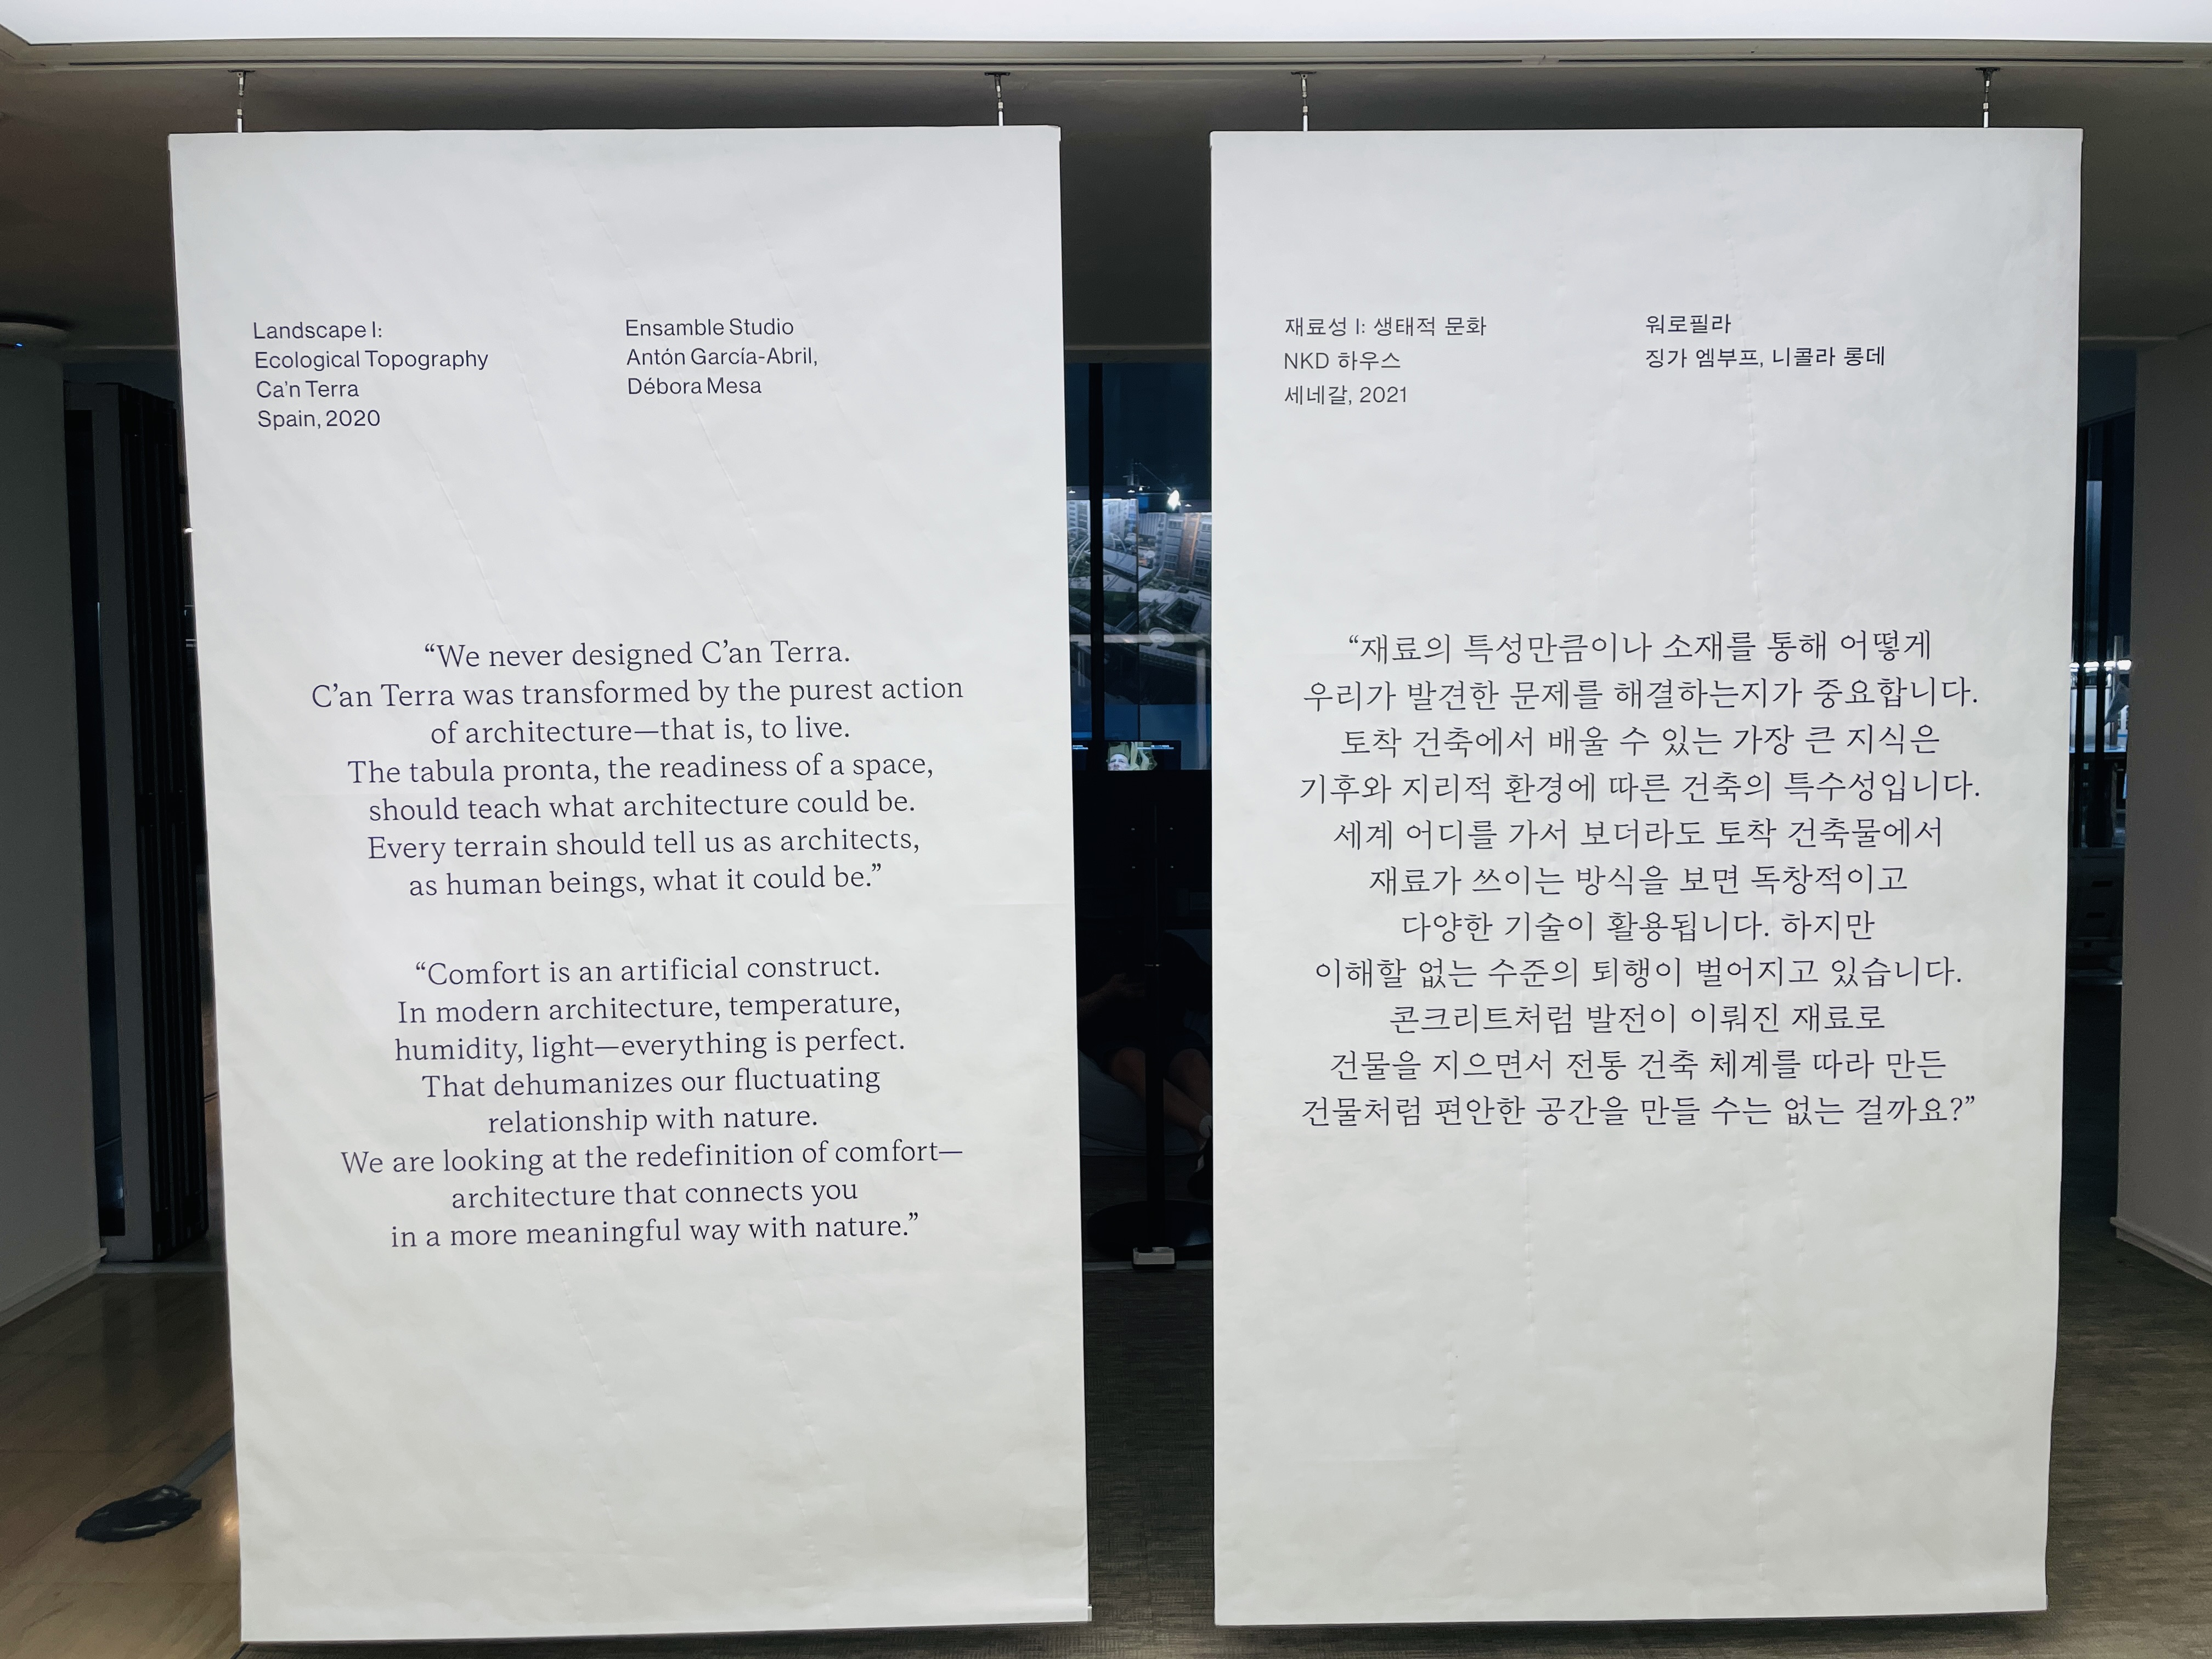 Landscape I:
Ecological Topography
Ca’n Terra
Spain, 2020
Ensamble Studio
Antón García-Abril,
Débora Mesa
“We never designed C’an Terra.
C’an Terra was transformed by the purest action
of architecture—that is, to live.
The tabula pronta, the readiness of a space,
should teach what architecture could be.
Every terrain should tell us as architects,
as human beings, what it could be.”
“Comfort is an artificial construct.
In modern architecture, temperature,
humidity, light—everything is perfect.
That dehumanizes our fluctuating
relationship with nature.
We are looking at the redefinition of comfort—
architecture that connects you
in a more meaningful way with nature.”
재료성 I: 생태적 문화
NKD 하우스
세네갈, 2021
워로필라
징가 엠부프, 니콜라 롱데
“재료의 특성만큼이나 소재를 통해 어떻게
우리가 발견한 문제를 해결하는지가 중요합니다.
토착 건축에서 배울 수 있는 가장 큰 지식은
기후와 지리적 환경에 따른 건축의 특수성입니다.
세계 어디를 가서 보더라도 토착 건축물에서
재료가 쓰이는 방식을 보면 독창적이고
다양한 기술이 활용됩니다. 하지만
이해할 없는 수준의 퇴행이 벌어지고 있습니다.
콘크리트처럼 발전이 이뤄진 재료로
건물을 지으면서 전통 건축 체계를 따라 만든
건물처럼 편안한 공간을 만들 수는 없는 걸까요?”